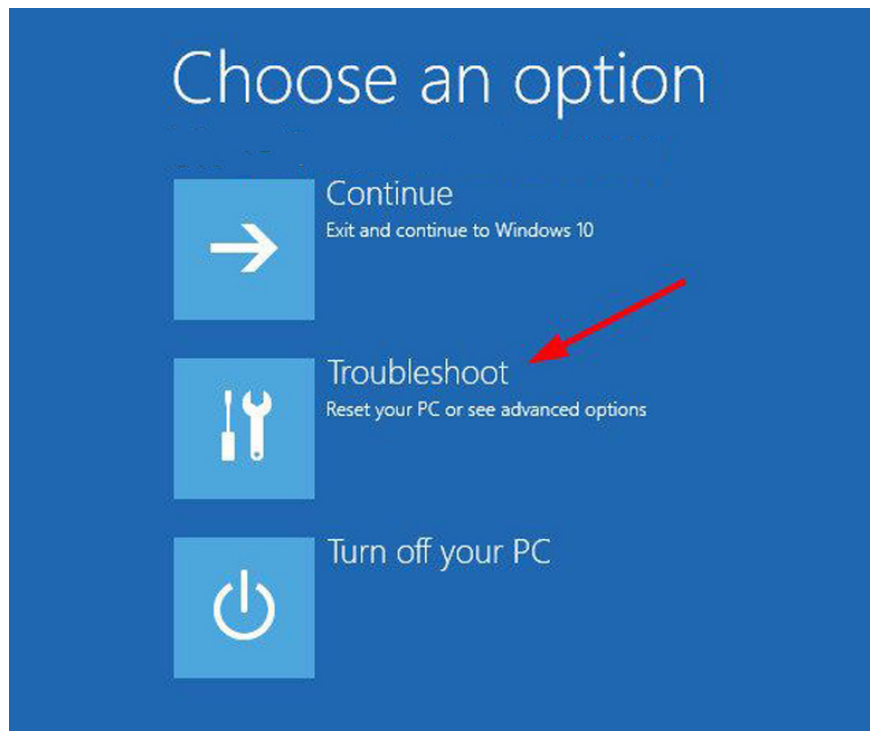 Choose an option
Continue
Exit and continue to Windows 10
Troubleshoot
Reset your PC or see advanced options
Turn off your PC